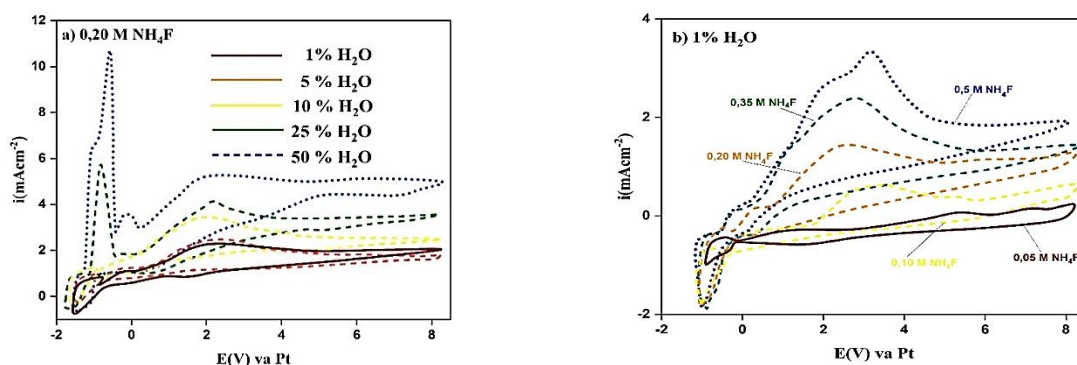 a) 0,20 M NH₄F
1% H₂O
5 % H₂O
10 % H₂O
25 % H₂O
50 % H₂O
i(mAcm⁻²)
12
10
8
6
4
2
0
-2 0 2 4 6 8
E(V) va Pt
b) 1% H₂O
0,5 M NH₄F
0,35 M NH₄F
0,20 M NH₄F
0,10 M NH₄F
0,05 M NH₄F
i(mAcm⁻²)
4
2
0
-2
-2 0 2 4 6 8
E(V) va Pt